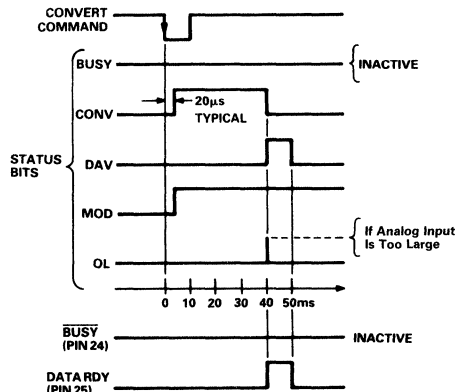 CONVERT
COMMAND
BUSY
INACTIVE
20μs
TYPICAL
CONV
STATUS
BITS
DAV
MOD
If Analog Input
Is Too Large
OL
0 10 20 30 40 50ms
BUSY
(PIN 24)
INACTIVE
DATA RDY
(PIN 25)